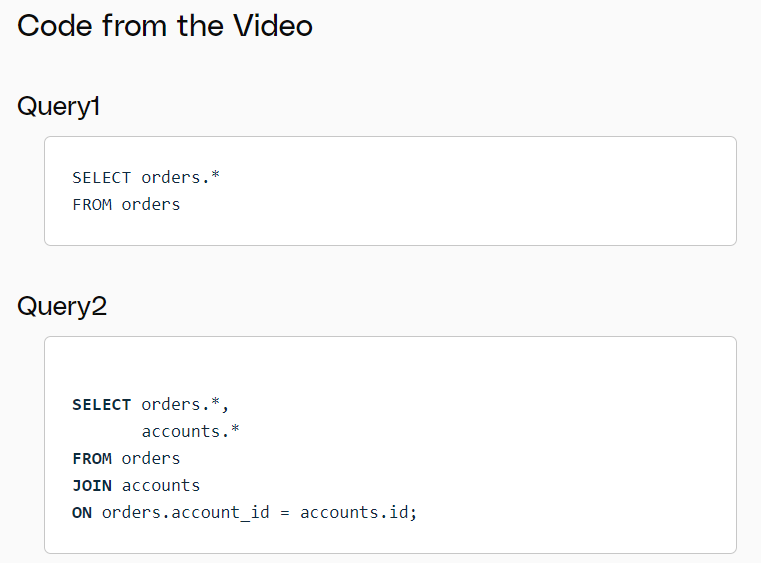 Code from the Video
Query1
SELECT orders.*
FROM orders
Query2
SELECT orders.*,
       accounts.*
FROM orders
JOIN accounts
ON orders.account_id = accounts.id;